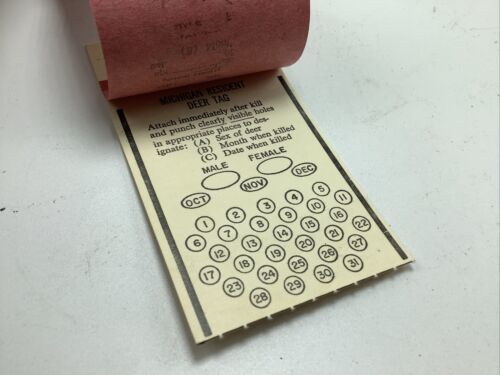 MICHIGAN RESIDENT
DEER TAG
Attach immediately after kill
and punch clearly visible holes
in appropriate places to des-
ignate: (A) Sex of deer
(B) Month when killed
(C) Date when killed
MALE FEMALE
OCT NOV DEC
1 2 3 4 5
6 7 8 9 10 11
12 13 14 15 16
17 18 19 20 21 22
23 24 25 26 27
28 29 30 31